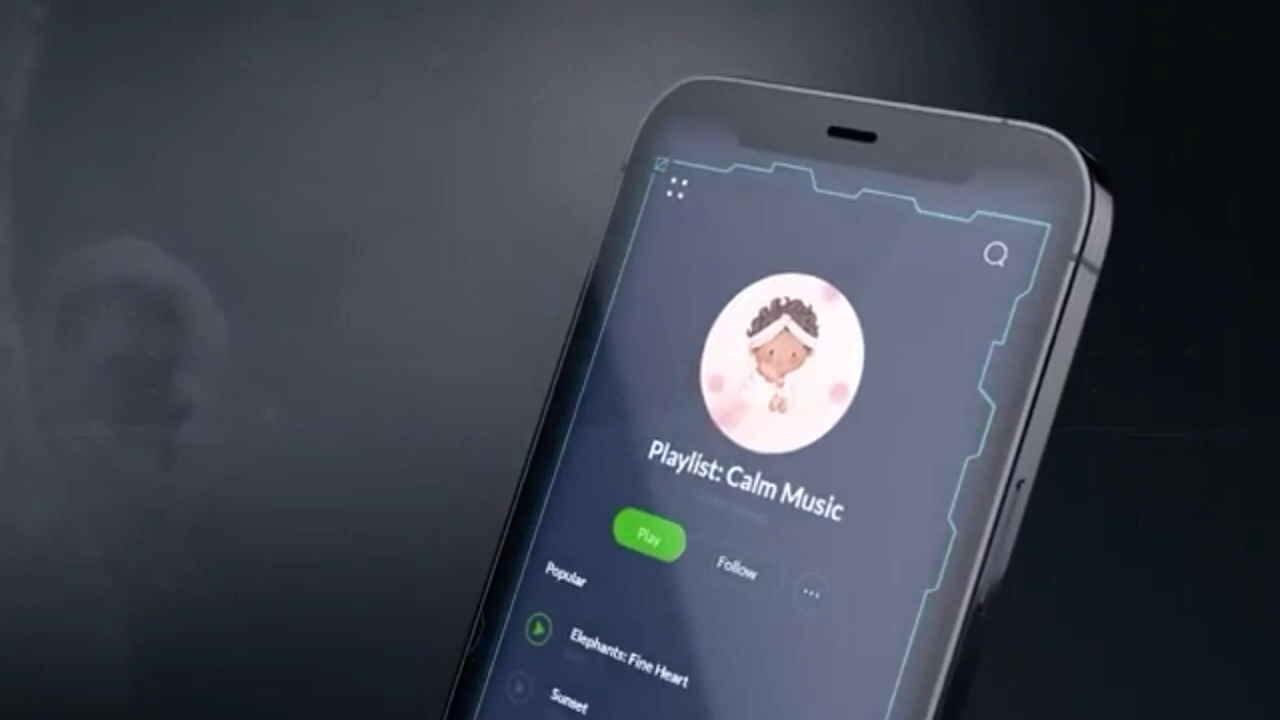 Playlist: Calm Music
Play
Follow
Popular
Elephants: Fine Heart
Sunset